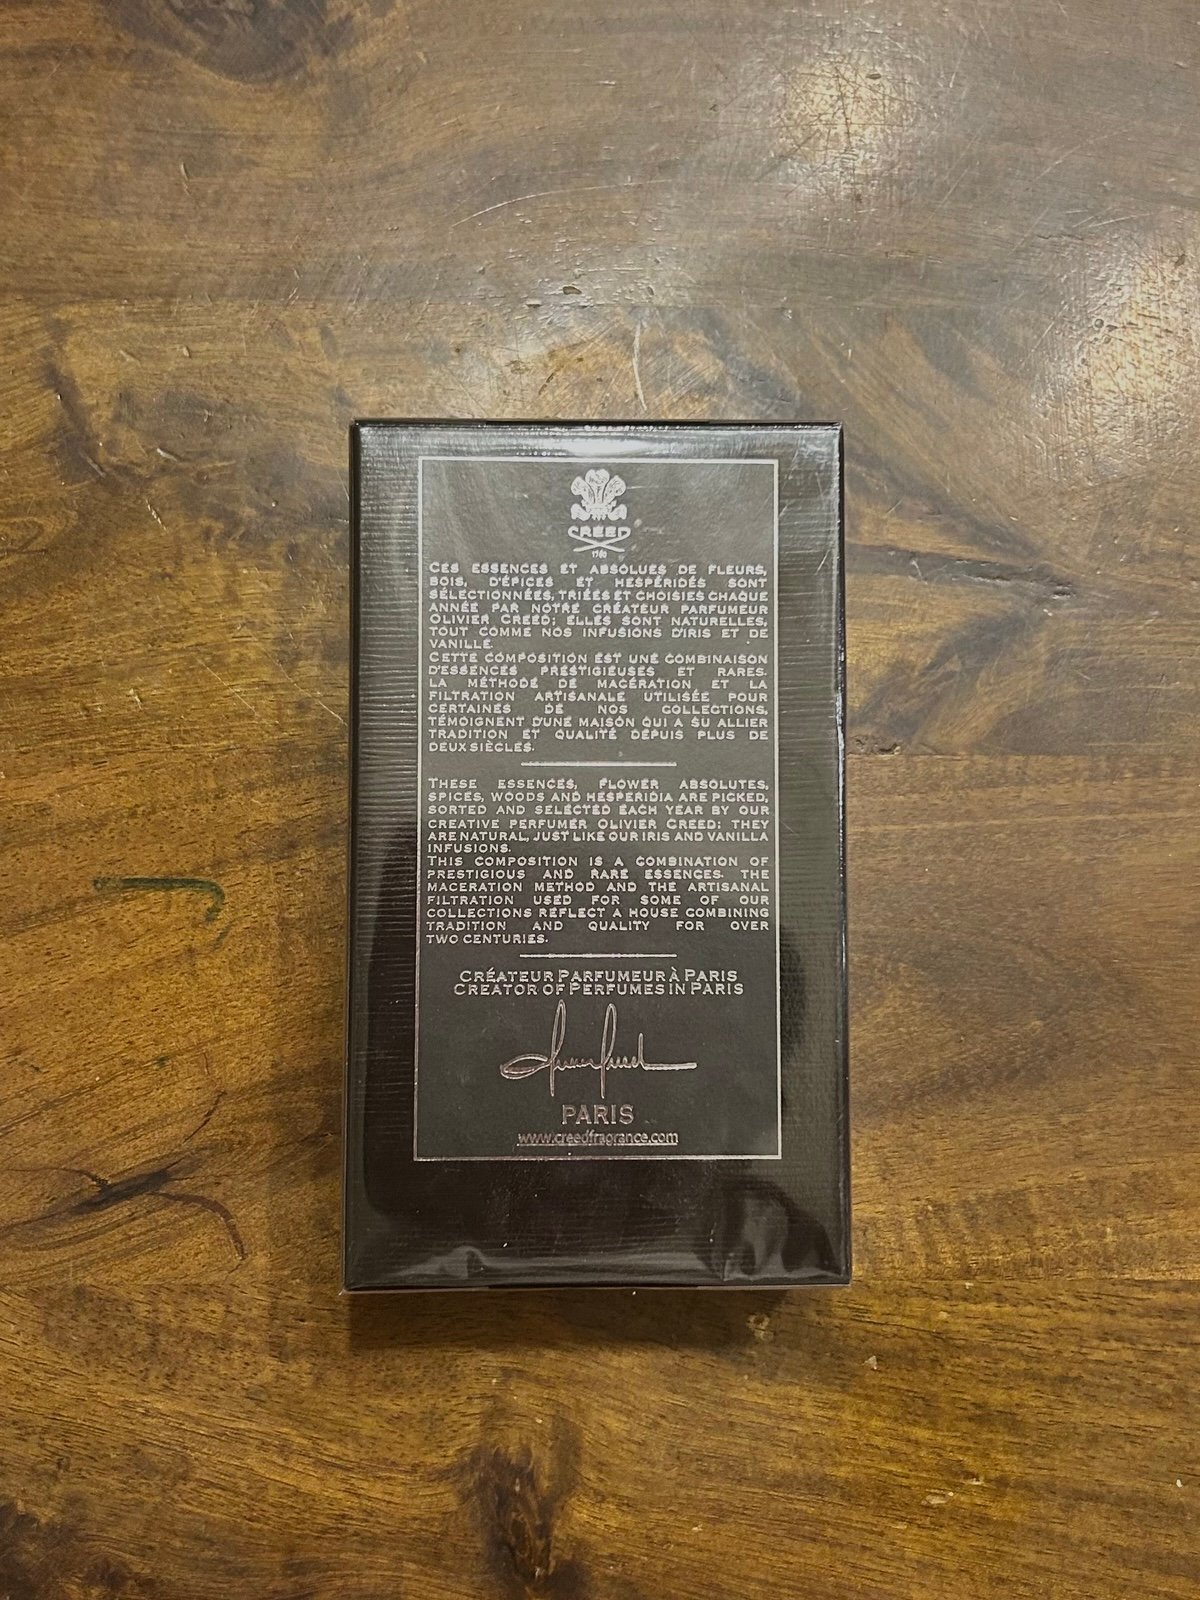 CREED
1760
CES ESSENCES ET ABSOLUES DE FLEURS,
BOIS, D'ÉPICES ET HESPÉRIDÉS SONT
SÉLECTIONNÉES, TRIÉES ET CHOISIES CHAQUE
ANNÉE PAR NOTRE CRÉATEUR PARFUMEUR
OLIVIER CREED; ELLES SONT NATURELLES,
TOUT COMME NOS INFUSIONS D'IRIS ET DE
VANILLE.
CETTE COMPOSITION EST UNE COMBINAISON
D'ESSENCES PRESTIGIEUSES ET RARES.
LA MÉTHODE DE MACÉRATION ET LA
FILTRATION ARTISANALE UTILISÉE POUR
CERTAINES DE NOS COLLECTIONS,
TÉMOIGNENT D'UNE MAISON QUI A SU ALLIER
TRADITION ET QUALITÉ DEPUIS PLUS DE
DEUX SIÈCLES.
THESE ESSENCES, FLOWER ABSOLUTES,
SPICES, WOODS AND HESPERIDIA ARE PICKED,
SORTED AND SELECTED EACH YEAR BY OUR
CREATIVE PERFUMER OLIVIER CREED; THEY
ARE NATURAL, JUST LIKE OUR IRIS AND VANILLA
INFUSIONS.
THIS COMPOSITION IS A COMBINATION OF
PRESTIGIOUS AND RARE ESSENCES. THE
MACERATION METHOD AND THE ARTISANAL
FILTRATION USED FOR SOME OF OUR
COLLECTIONS REFLECT A HOUSE COMBINING
TRADITION AND QUALITY FOR OVER
TWO CENTURIES.
CRÉATEUR PARFUMEUR À PARIS
CREATOR OF PERFUMES IN PARIS
PARIS
www.creedfragrance.com